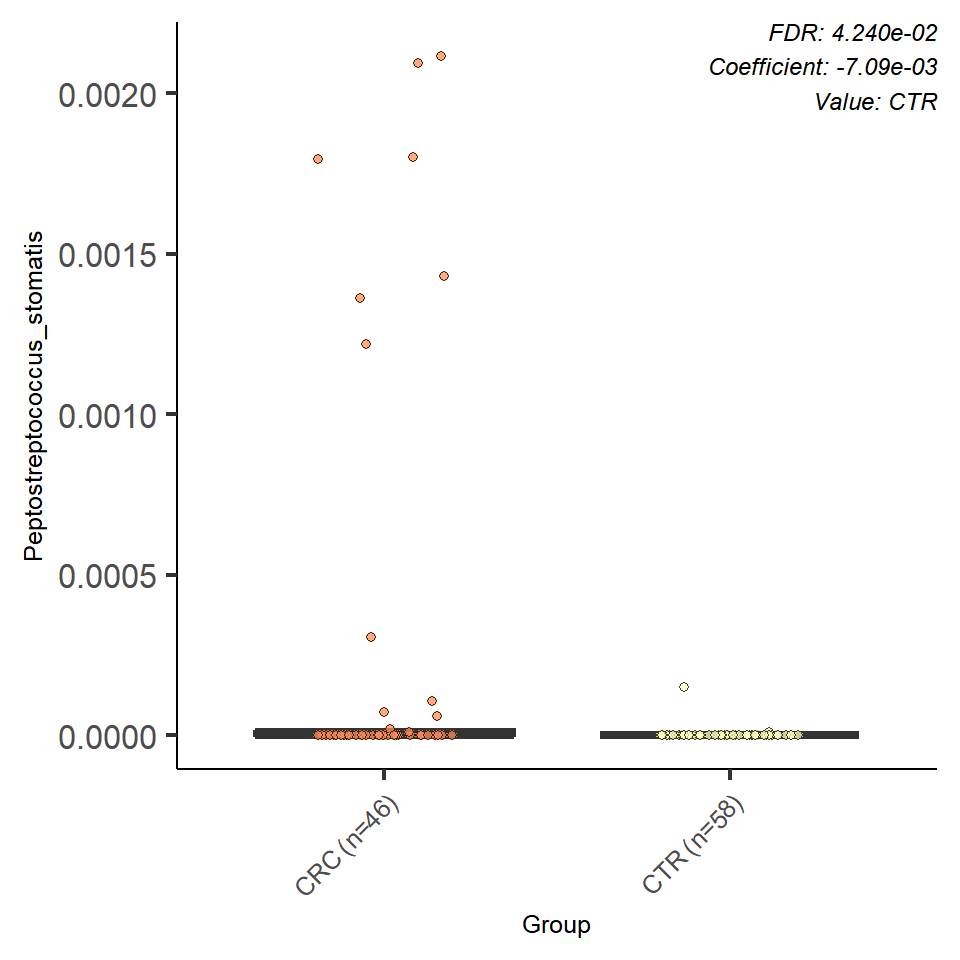 FDR: 4.240e-02
Coefficient: -7.09e-03
Value: CTR
0.0020
0.0015
0.0010
0.0005
0.0000
Peptostreptococcus_stomatis
CRC (n=46)
CTR (n=58)
Group